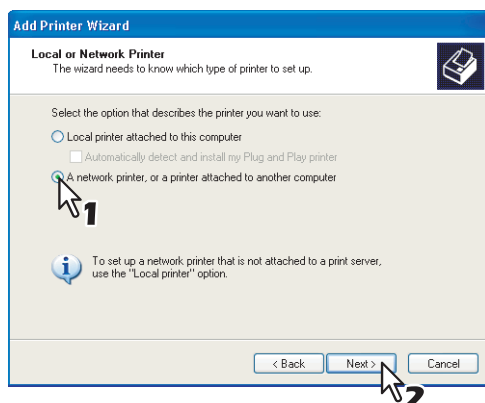 Add Printer Wizard
Local or Network Printer
The wizard needs to know which type of printer to set up.
Select the option that describes the printer you want to use:
Local printer attached to this computer
Automatically detect and install my Plug and Play printer
A network printer, or a printer attached to another computer
1
To set up a network printer that is not attached to a print server,
use the "Local printer" option.
< Back Next > Cancel
2